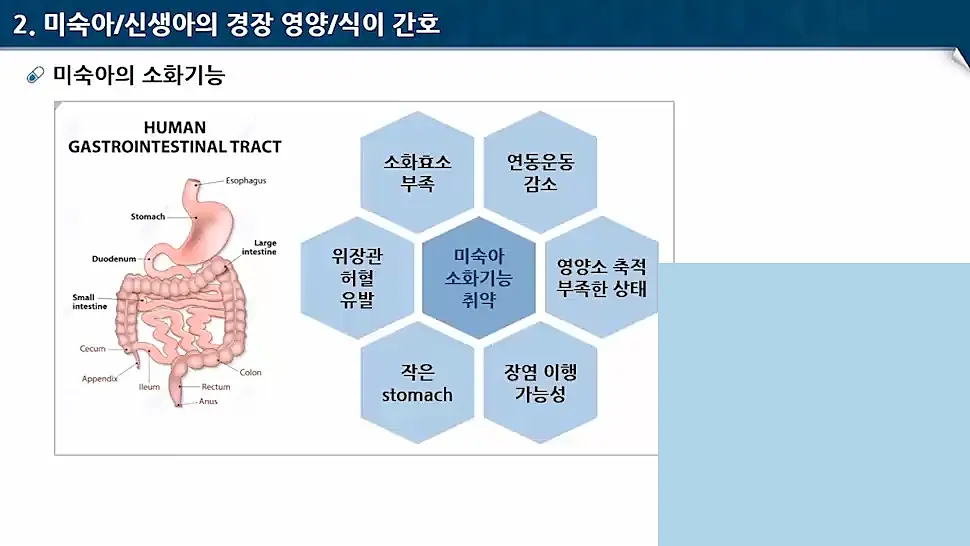 2. 미숙아/신생아의 경장 영양/식이 간호
미숙아의 소화기능
HUMAN
GASTROINTESTINAL TRACT
Esophagus
Stomach
Large
intestine
Duodenum
Small
intestine
Cecum
Colon
Appendix
Ileum
Rectum
Anus
소화효소
부족
연동운동
감소
위장관
허혈
유발
미숙아
소화기능
취약
영양소 축적
부족한 상태
작은
stomach
장염 이행
가능성